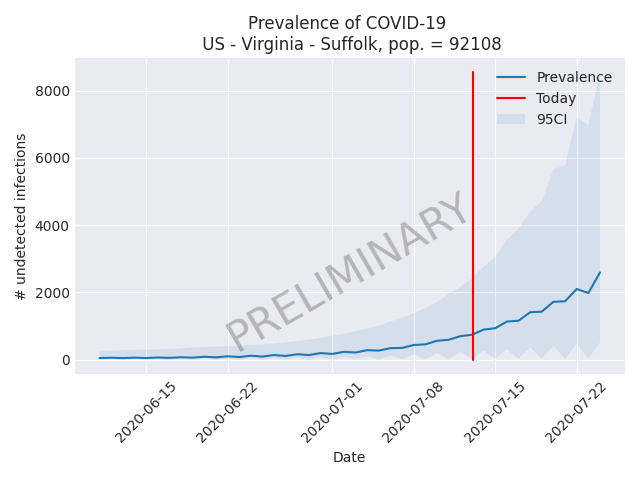 Prevalence of COVID-19
US - Virginia - Suffolk, pop. = 92108
Prevalence
Today
95CI
8000
6000
4000
2000
0
# undetected infections
PRELIMINARY
2020-06-15
2020-06-22
2020-07-01
2020-07-08
2020-07-15
2020-07-22
Date